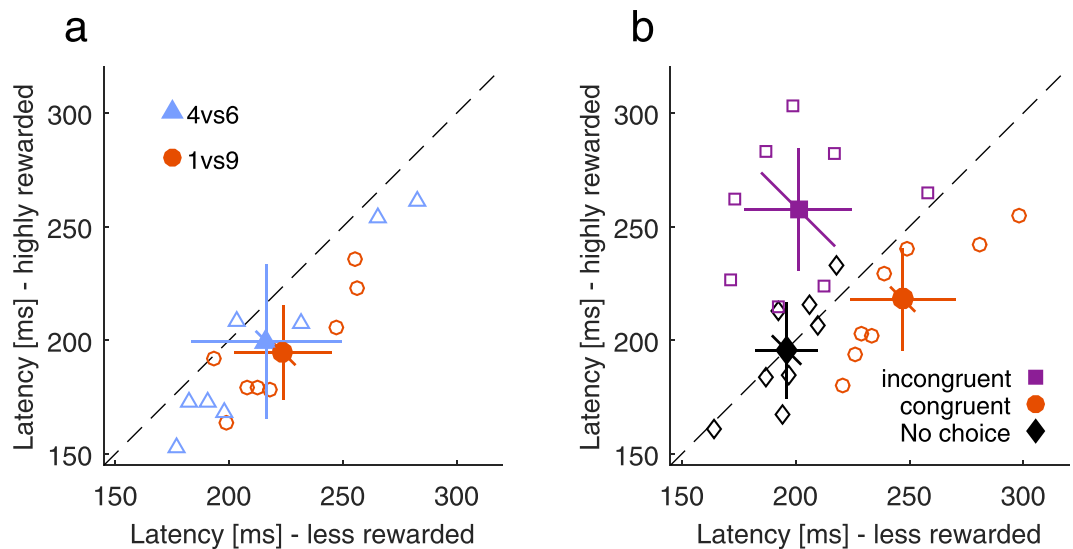 a
Latency [ms] - highly rewarded
300
250
200
150
4vs6
1vs9
150 200 250 300
Latency [ms] - less rewarded
b
Latency [ms] - highly rewarded
300
250
200
150
incongruent
congruent
No choice
150 200 250 300
Latency [ms] - less rewarded